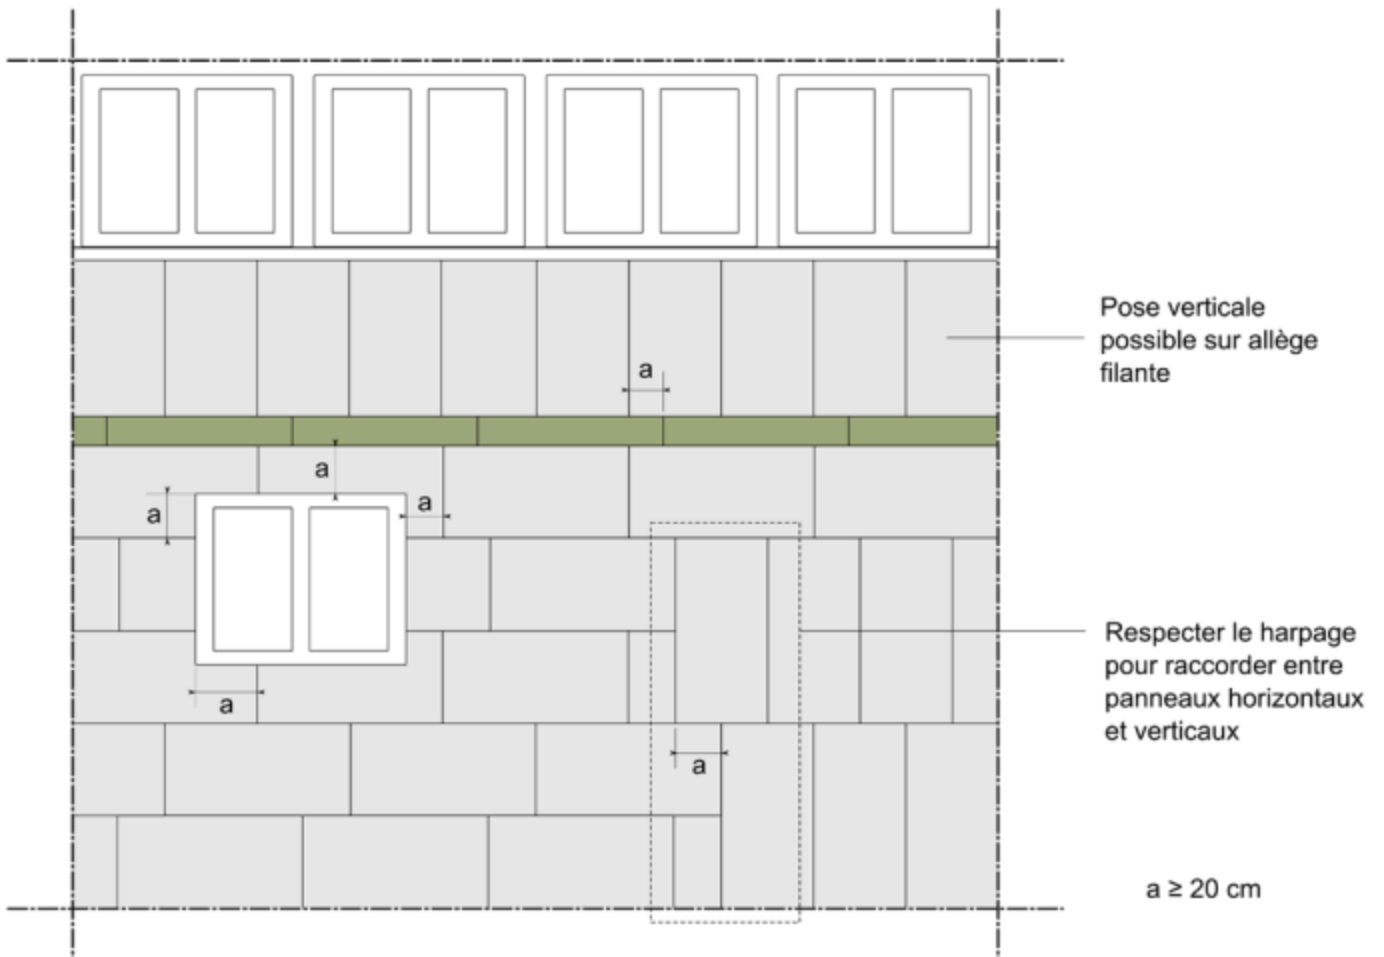 Pose verticale
possible sur allège
filante
a
a
a
a
a
Respecter le harpage
pour raccorder entre
panneaux horizontaux
et verticaux
a
a ≥ 20 cm